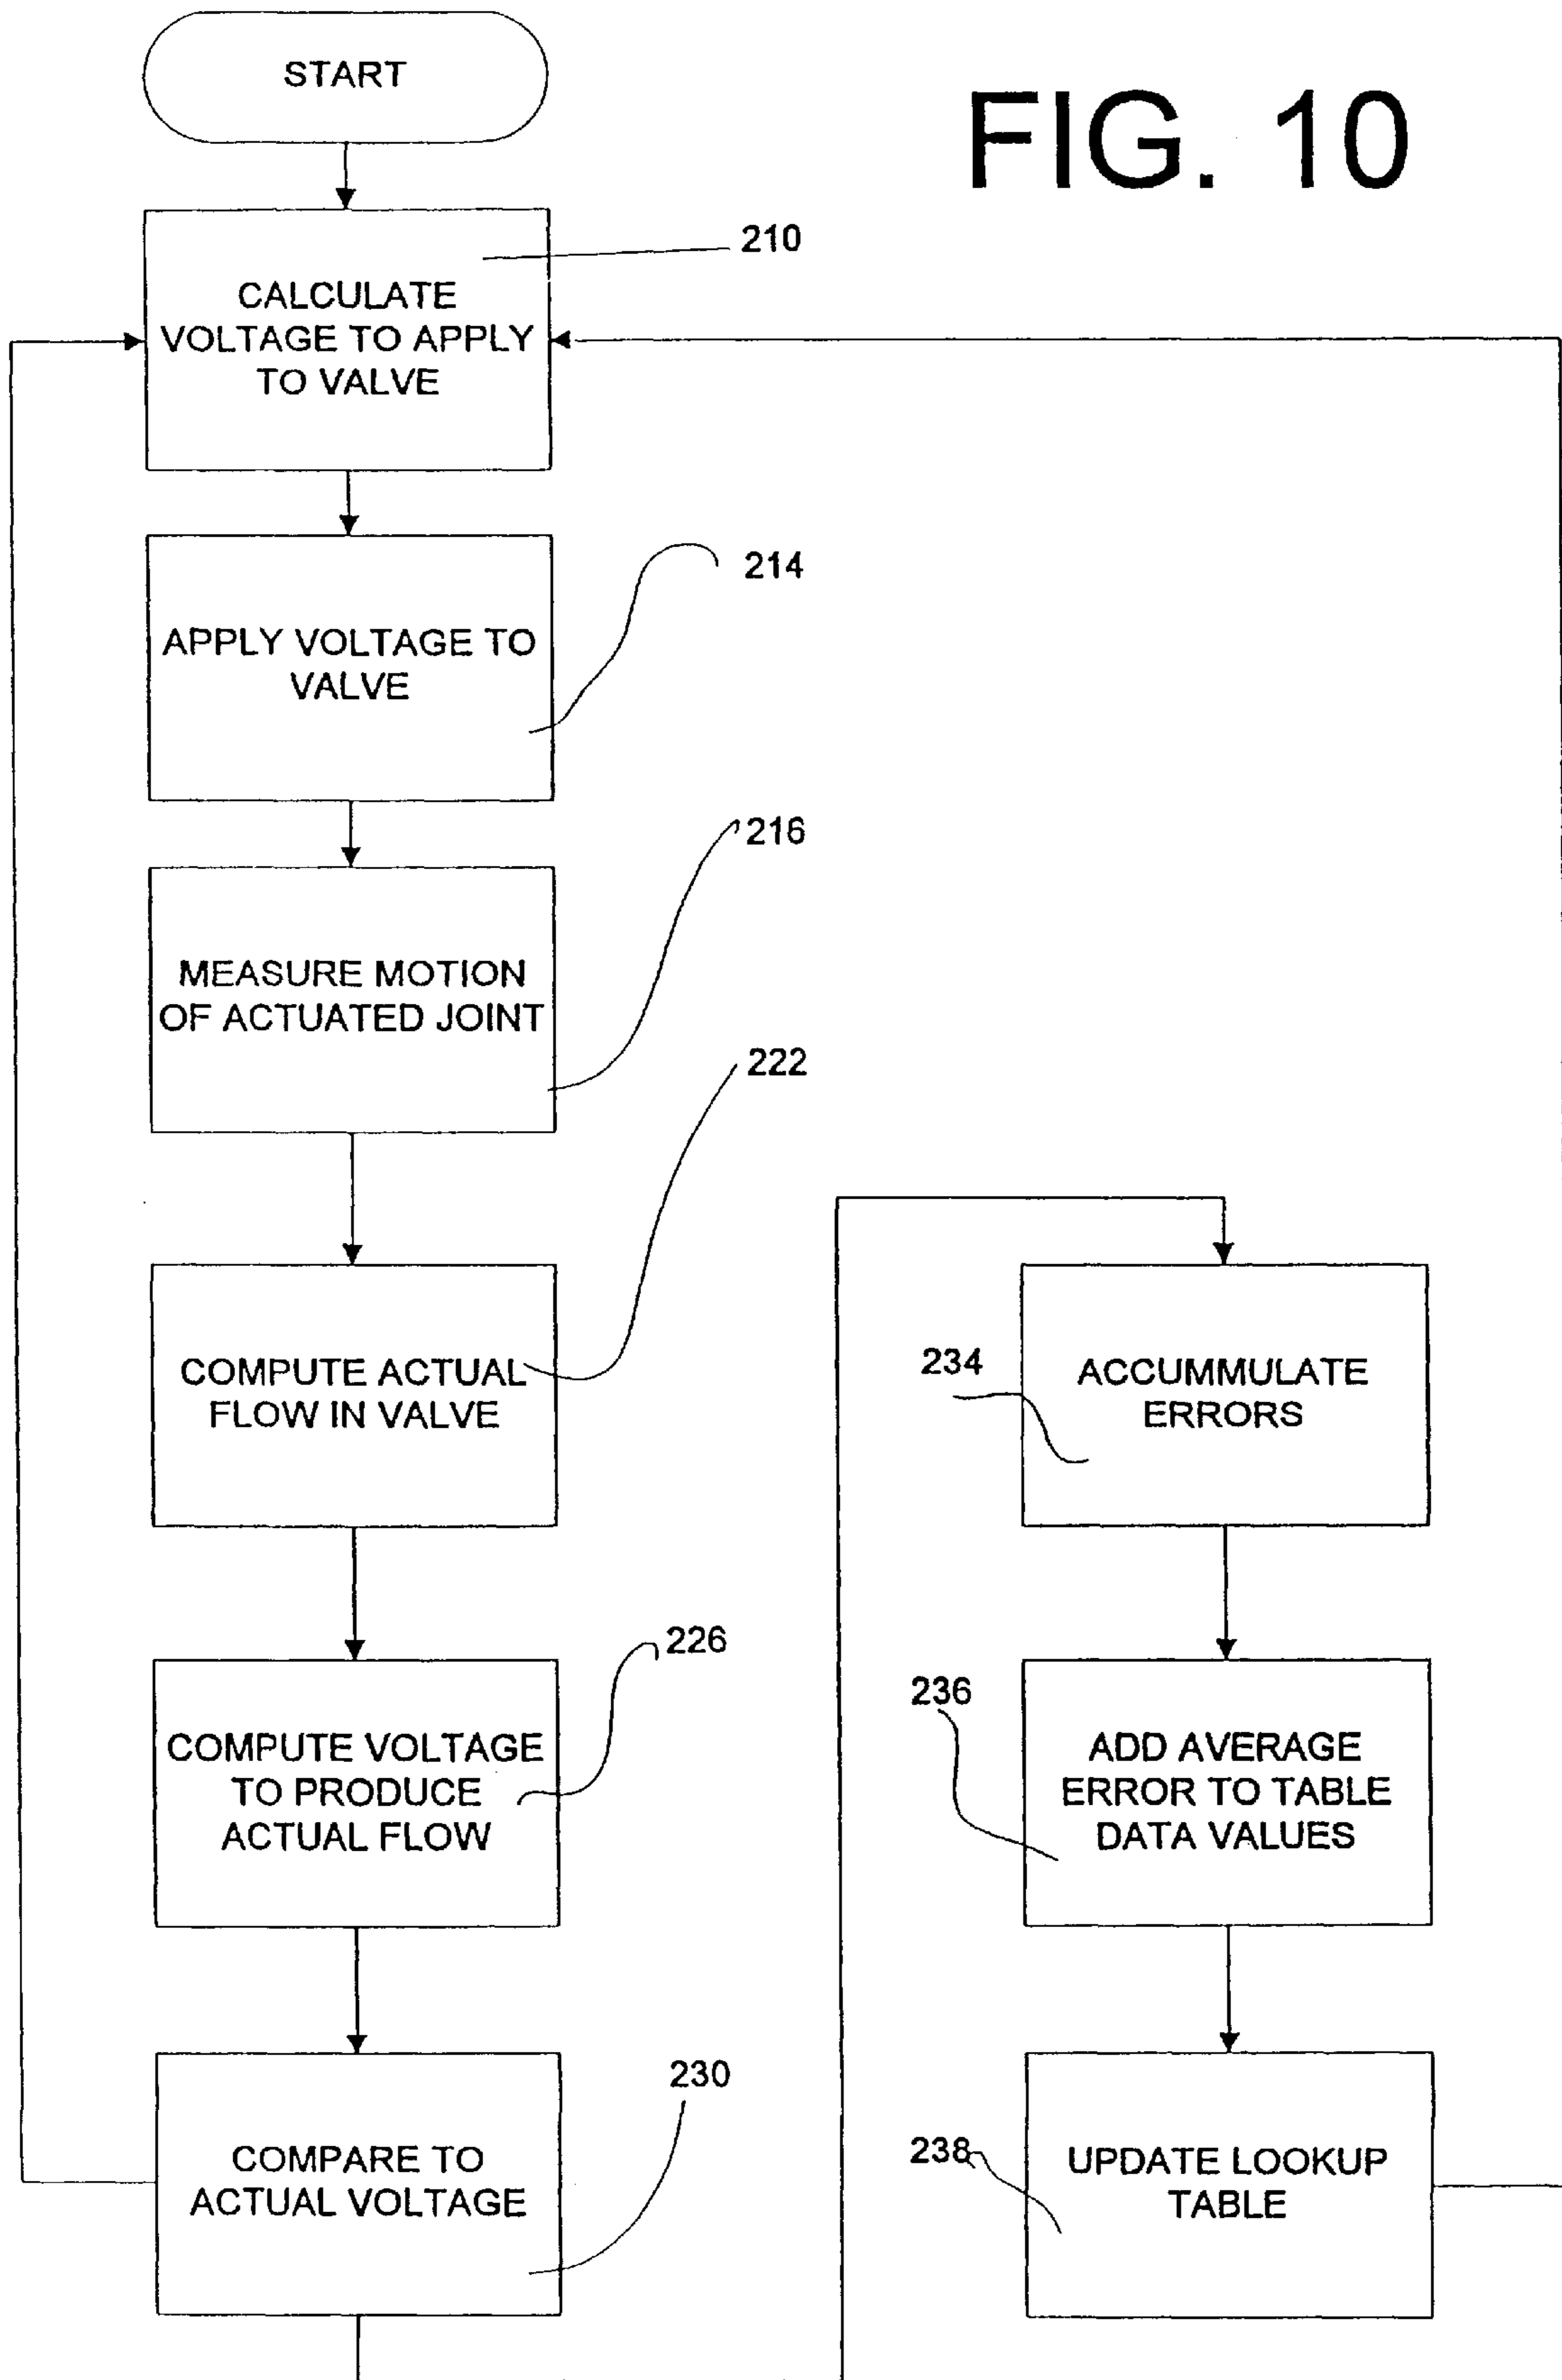 START
FIG. 10
210
CALCULATE
VOLTAGE TO APPLY
TO VALVE
214
APPLY VOLTAGE TO
VALVE
216
MEASURE MOTION
OF ACTUATED JOINT
222
COMPUTE ACTUAL
FLOW IN VALVE
226
COMPUTE VOLTAGE
TO PRODUCE
ACTUAL FLOW
230
COMPARE TO
ACTUAL VOLTAGE
234
ACCUMMULATE
ERRORS
236
ADD AVERAGE
ERROR TO TABLE
DATA VALUES
238
UPDATE LOOKUP
TABLE